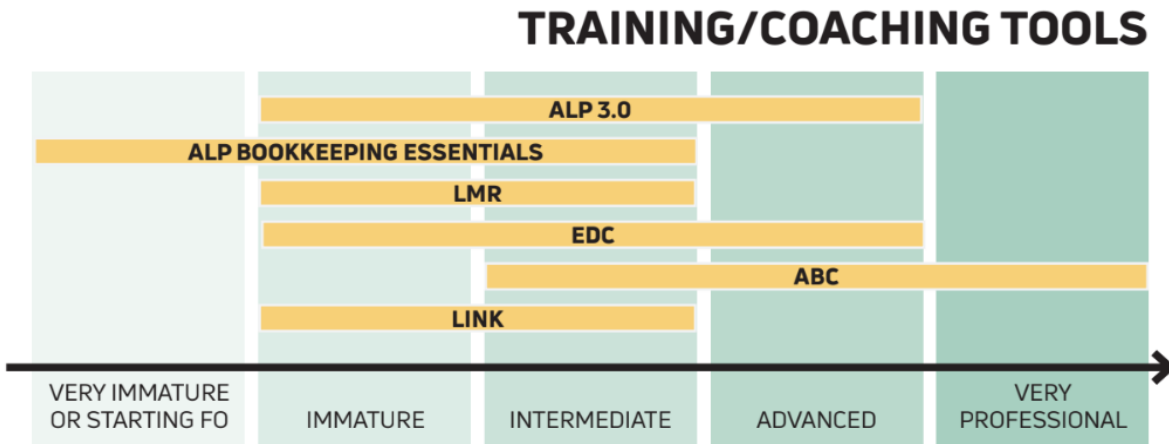 TRAINING/COACHING TOOLS
ALP 3.0
ALP BOOKKEEPING ESSENTIALS
LMR
EDC
ABC
LINK
VERY IMMATURE
OR STARTING FO
IMMATURE
INTERMEDIATE
ADVANCED
VERY
PROFESSIONAL